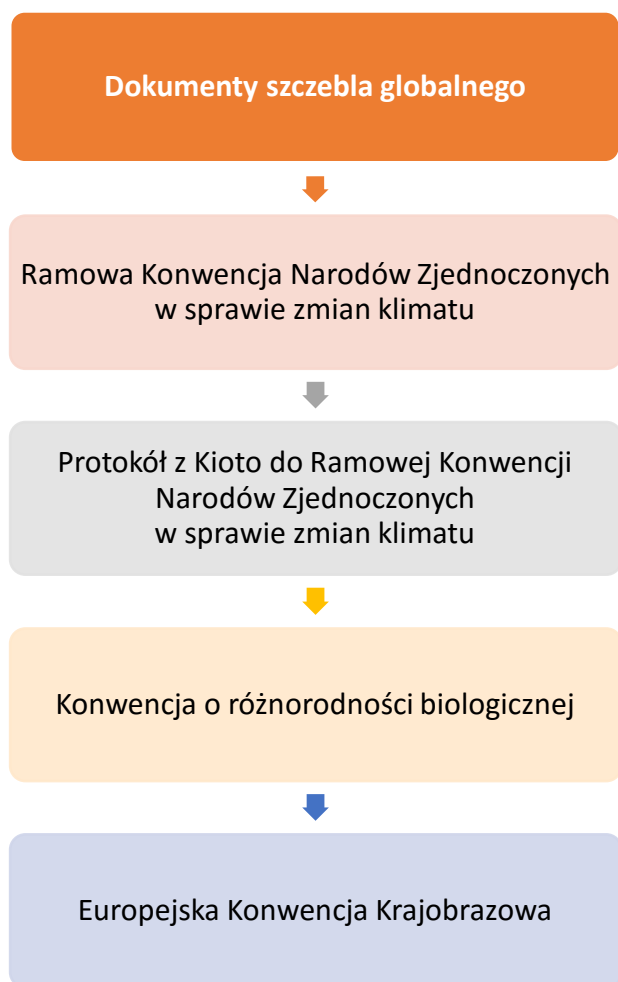 Dokumenty szczebla globalnego
Ramowa Konwencja Narodów Zjednoczonych
w sprawie zmian klimatu
Protokół z Kioto do Ramowej Konwencji
Narodów Zjednoczonych
w sprawie zmian klimatu
Konwencja o różnorodności biologicznej
Europejska Konwencja Krajobrazowa